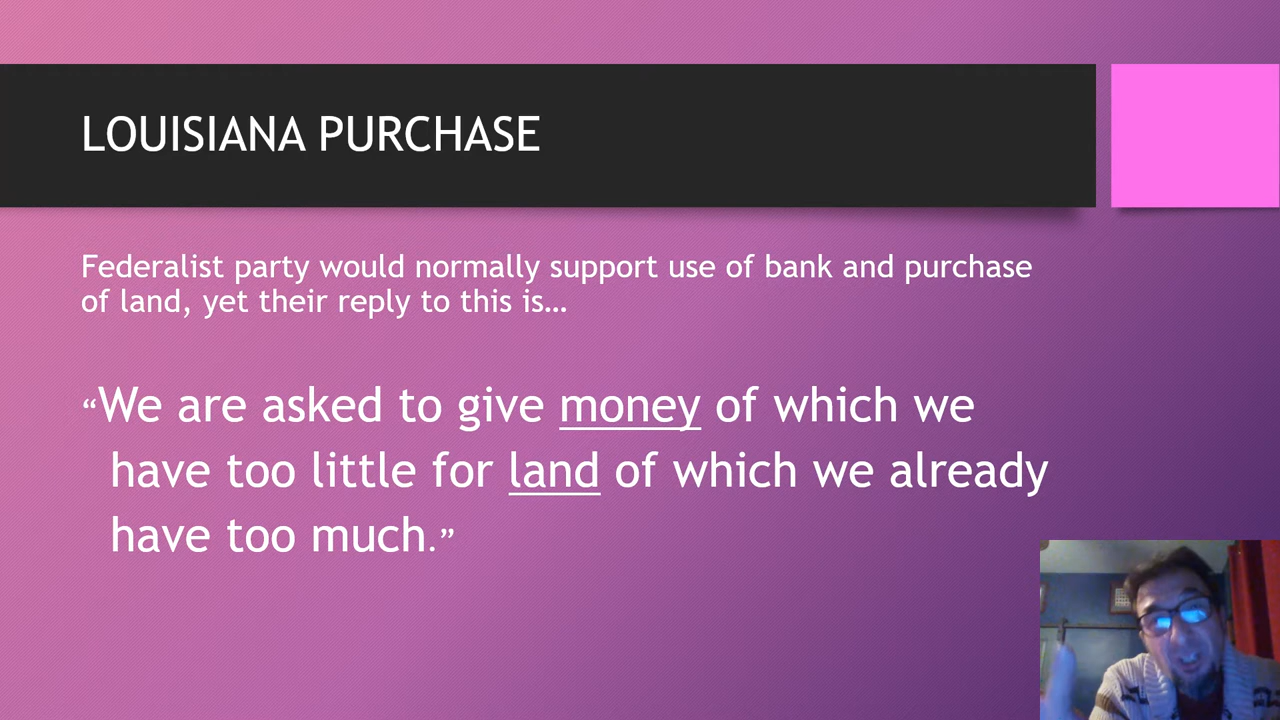 LOUISIANA PURCHASE
Federalist party would normally support use of bank and purchase
of land, yet their reply to this is…
“We are asked to give money of which we
have too little for land of which we already
have too much.”